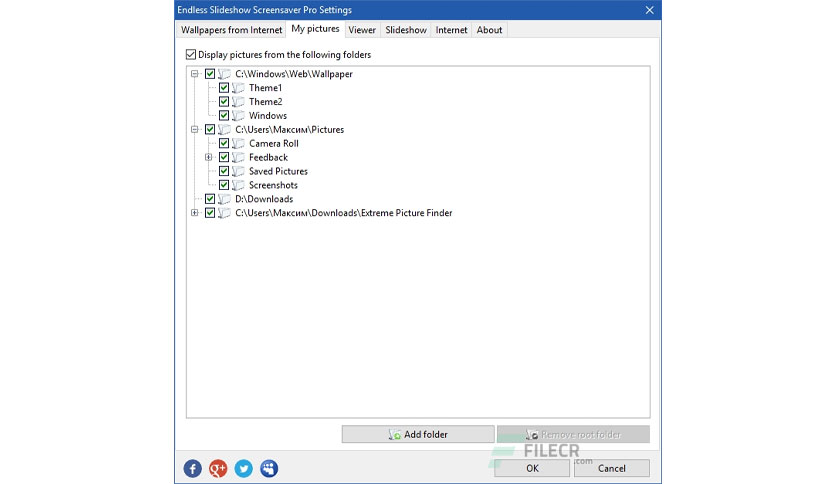 Endless Slideshow Screensaver Pro Settings
Wallpapers from Internet My pictures Viewer Slideshow Internet About
Display pictures from the following folders
C:\Windows\Web\Wallpaper
Theme1
Theme2
Windows
C:\Users\Максим\Pictures
Camera Roll
Feedback
Saved Pictures
Screenshots
D:\Downloads
C:\Users\Максим\Downloads\Extreme Picture Finder
Add folder Remove root folder
FILECR
.com
OK Cancel